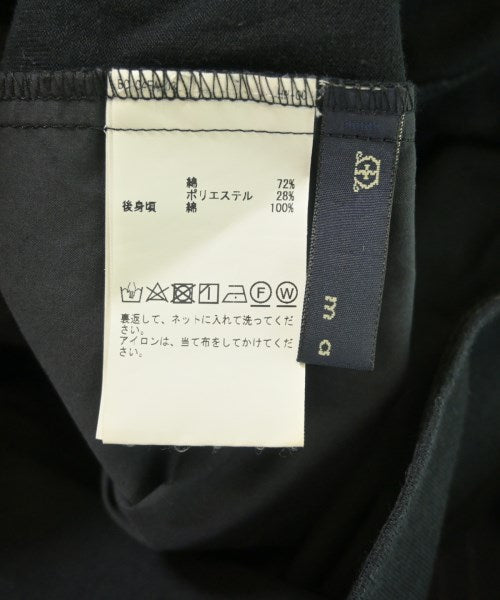 綿 72%
ポリエステル 28%
後身頃 綿 100%
F W
裏返して、ネットに入れて洗ってくだ
さい。
アイロンは、当て布をしてかけてください。
m a